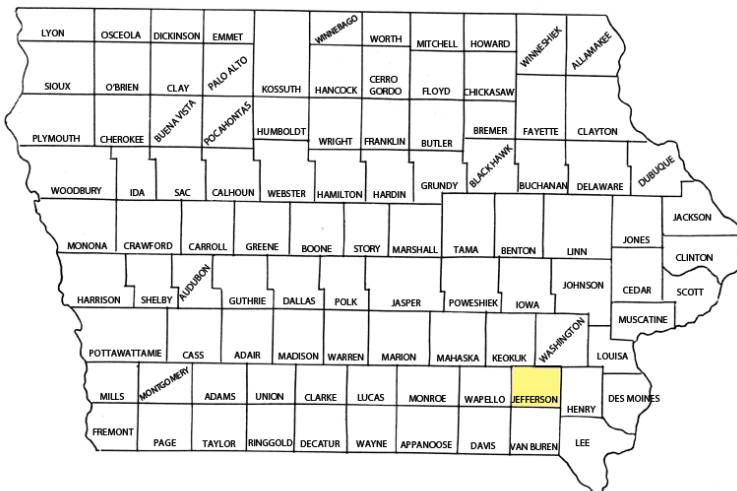 LYON OSCEOLA DICKINSON EMMET WINNEBAGO WORTH MITCHELL HOWARD WINNESHIEK ALLAMAKEE
SIOUX O'BRIEN CLAY PALO ALTO KOSSUTH HANCOCK CERRO GORDO FLOYD CHICKASAW
PLYMOUTH CHEROKEE BUENA VISTA POCAHONTAS HUMBOLDT WRIGHT FRANKLIN BUTLER BREMER FAYETTE CLAYTON
WOODBURY IDA SAC CALHOUN WEBSTER HAMILTON HARDIN GRUNDY BLACK HAWK BUCHANAN DELAWARE DUBUQUE
MONONA CRAWFORD CARROLL GREENE BOONE STORY MARSHALL TAMA BENTON LINN JONES JACKSON
CLINTON
HARRISON SHELBY AUDUBON GUTHRIE DALLAS POLK JASPER POWESHIEK IOWA JOHNSON CEDAR SCOTT
MUSCATINE
POTTAWATTAMIE CASS ADAIR MADISON WARREN MARION MAHASKA KEOKUK WASHINGTON LOUISA
MILLS MONTGOMERY ADAMS UNION CLARKE LUCAS MONROE WAPELLO JEFFERSON HENRY DES MOINES
FREMONT PAGE TAYLOR RINGGOLD DECATUR WAYNE APPANOOSE DAVIS VAN BUREN LEE